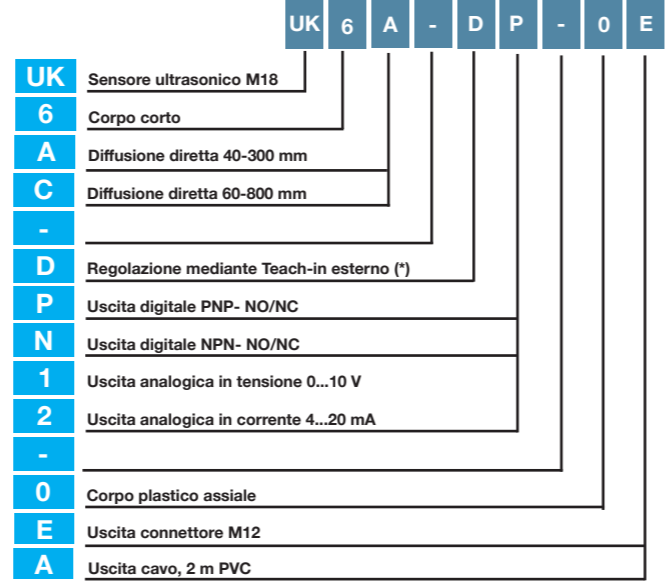 UK 6 A - D P - 0 E
UK Sensore ultrasonico M18
6 Corpo corto
A Diffusione diretta 40-300 mm
C Diffusione diretta 60-800 mm
-
D Regolazione mediante Teach-in esterno (*)
P Uscita digitale PNP- NO/NC
N Uscita digitale NPN- NO/NC
1 Uscita analogica in tensione 0...10 V
2 Uscita analogica in corrente 4...20 mA
-
0 Corpo plastico assiale
E Uscita connettore M12
A Uscita cavo, 2 m PVC